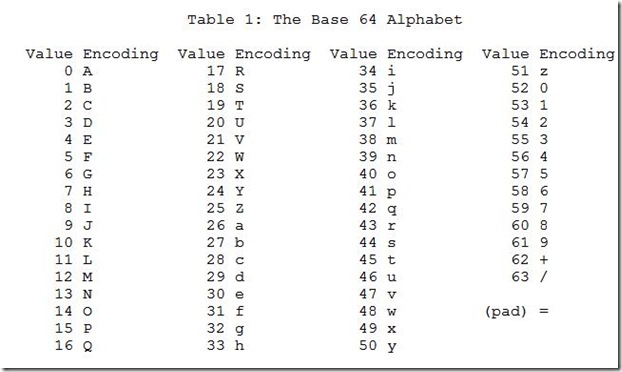 Table 1: The Base 64 Alphabet
Value Encoding Value Encoding Value Encoding Value Encoding
0 A 17 R 34 i 51 z
1 B 18 S 35 j 52 0
2 C 19 T 36 k 53 1
3 D 20 U 37 l 54 2
4 E 21 V 38 m 55 3
5 F 22 W 39 n 56 4
6 G 23 X 40 o 57 5
7 H 24 Y 41 p 58 6
8 I 25 Z 42 q 59 7
9 J 26 a 43 r 60 8
10 K 27 b 44 s 61 9
11 L 28 c 45 t 62 +
12 M 29 d 46 u 63 /
13 N 30 e 47 v
14 O 31 f 48 w (pad) =
15 P 32 g 49 x
16 Q 33 h 50 y